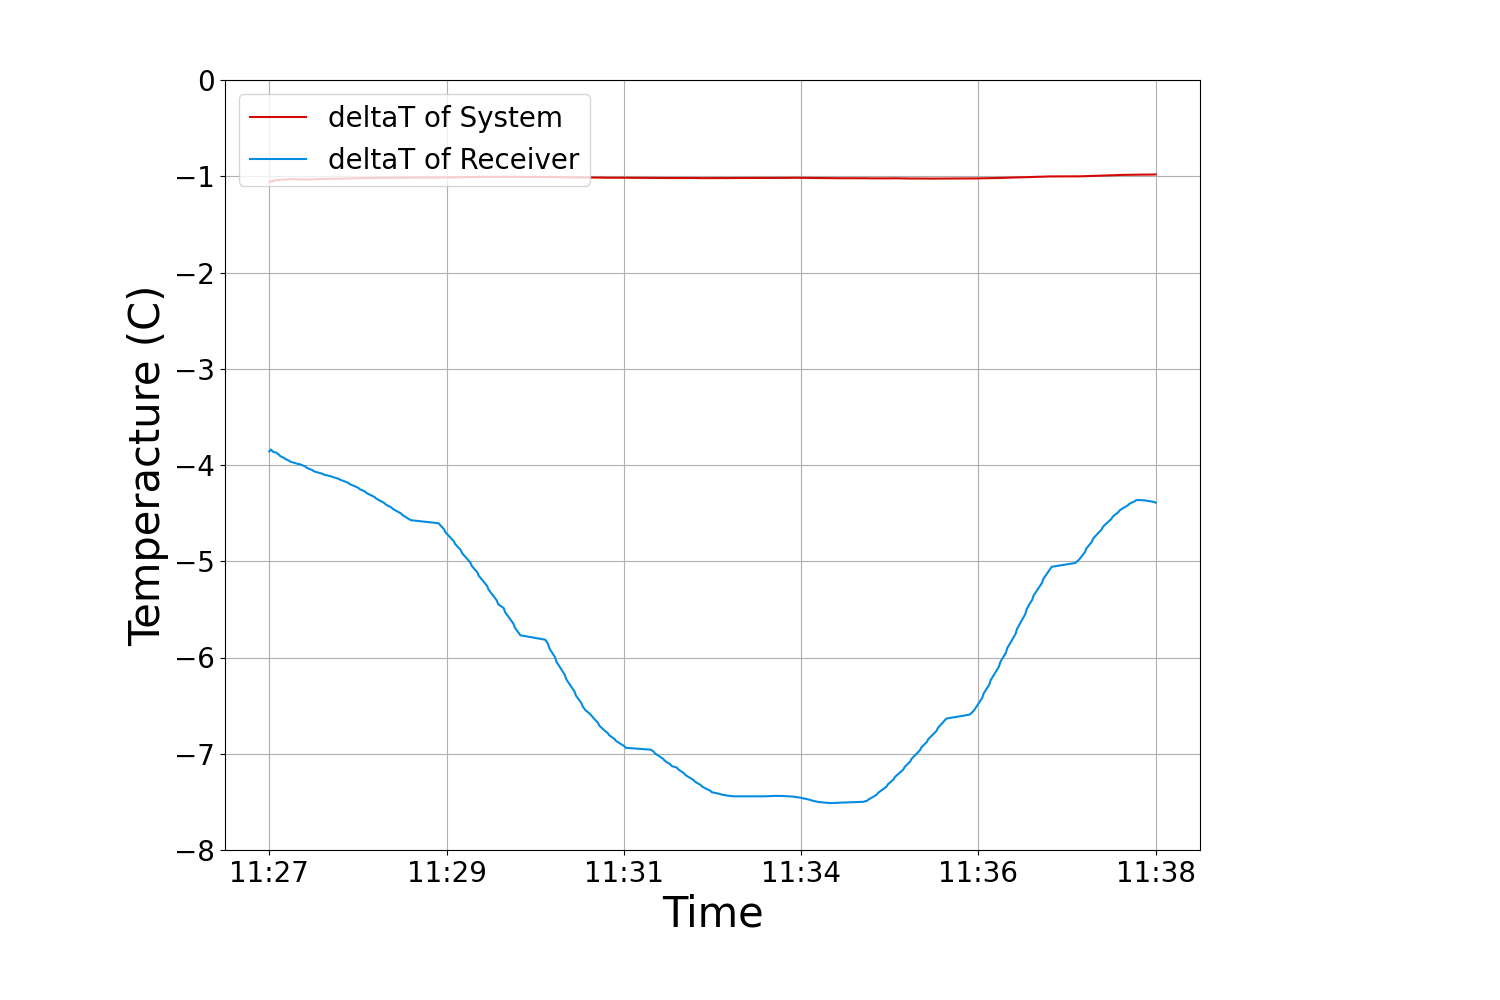 0
deltaT of System
deltaT of Receiver
−1
−2
−3
−4
−5
−6
−7
−8
Temperacture (C)
11:27 11:29 11:31 11:34 11:36 11:38
Time